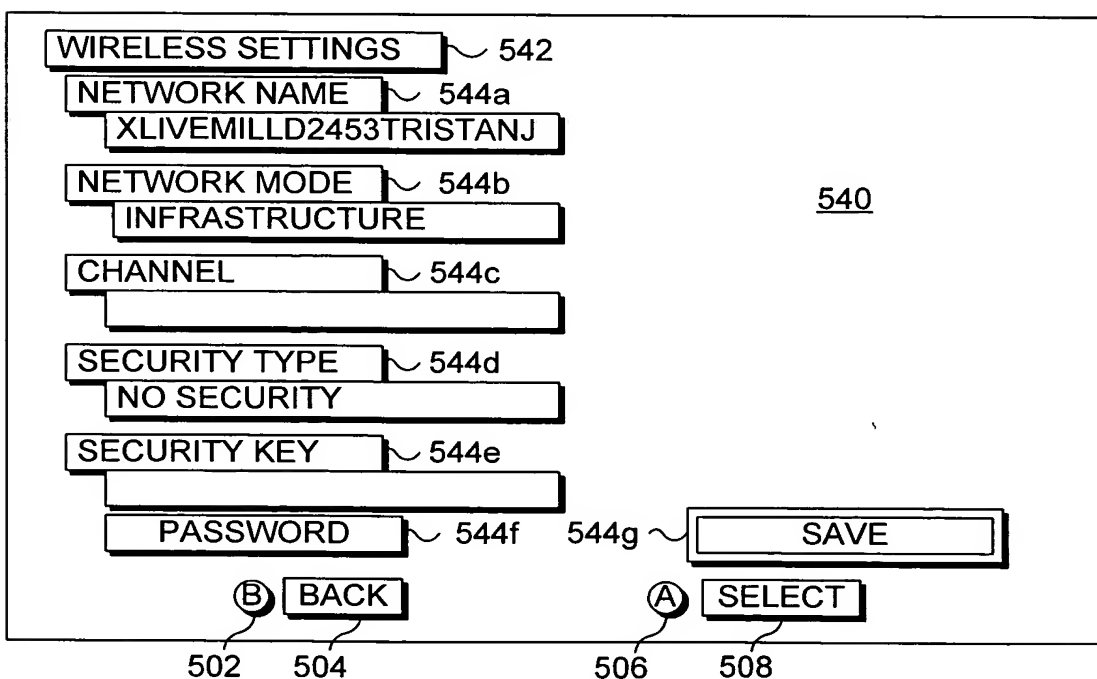 WIRELESS SETTINGS 542
NETWORK NAME 544a
XLIVEMILLD2453TRISTANJ
NETWORK MODE 544b
INFRASTRUCTURE
540
CHANNEL 544c
SECURITY TYPE 544d
NO SECURITY
SECURITY KEY 544e
PASSWORD 544f 544g SAVE
B BACK A SELECT
502 504 506 508